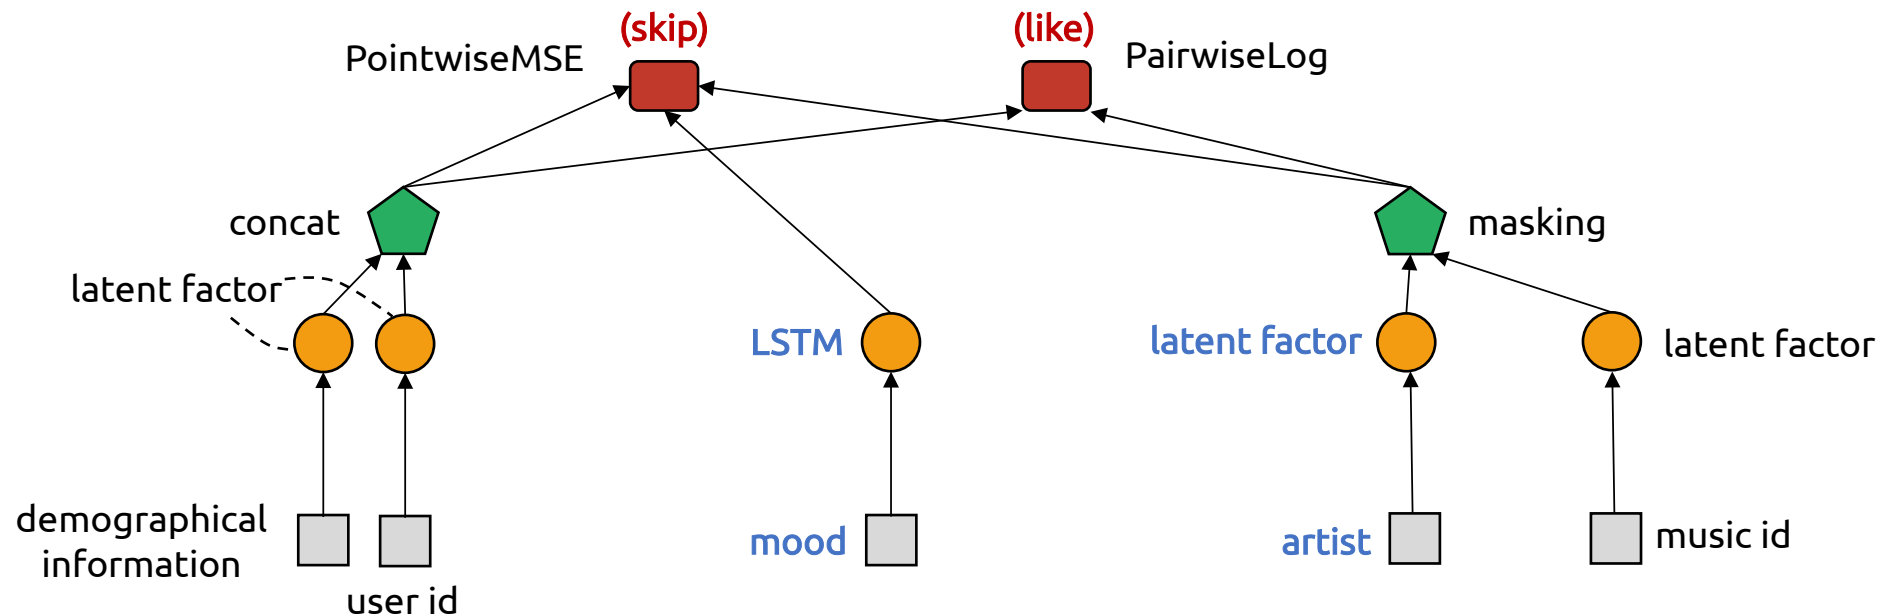 (skip)
(like)
PointwiseMSE
PairwiseLog
concat
masking
latent factor
LSTM
latent factor
latent factor
demographical
information
user id
mood
artist
music id